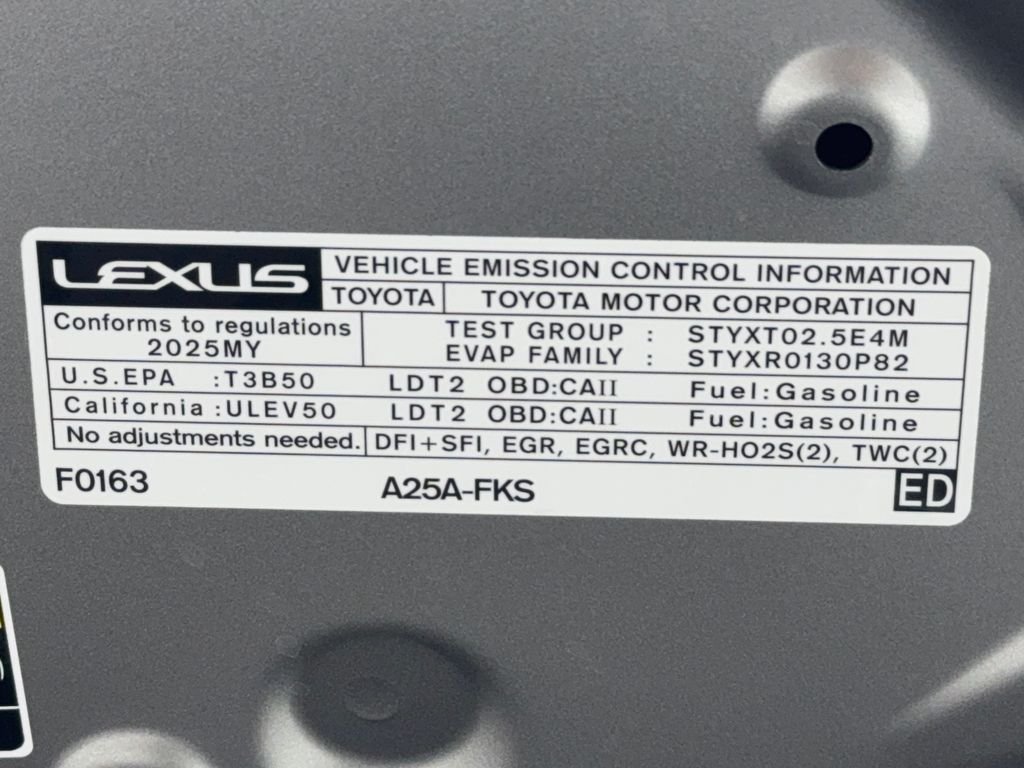 LEXUS
VEHICLE EMISSION CONTROL INFORMATION
TOYOTA
TOYOTA MOTOR CORPORATION
Conforms to regulations
2025MY
TEST GROUP : STYXT02.5E4M
EVAP FAMILY : STYXR0130P82
U.S.EPA :T3B50 LDT2 OBD:CAII Fuel:Gasoline
California :ULEV50 LDT2 OBD:CAII Fuel:Gasoline
No adjustments needed. DFI+SFI, EGR, EGRC, WR-HO2S(2), TWC(2)
F0163 A25A-FKS ED